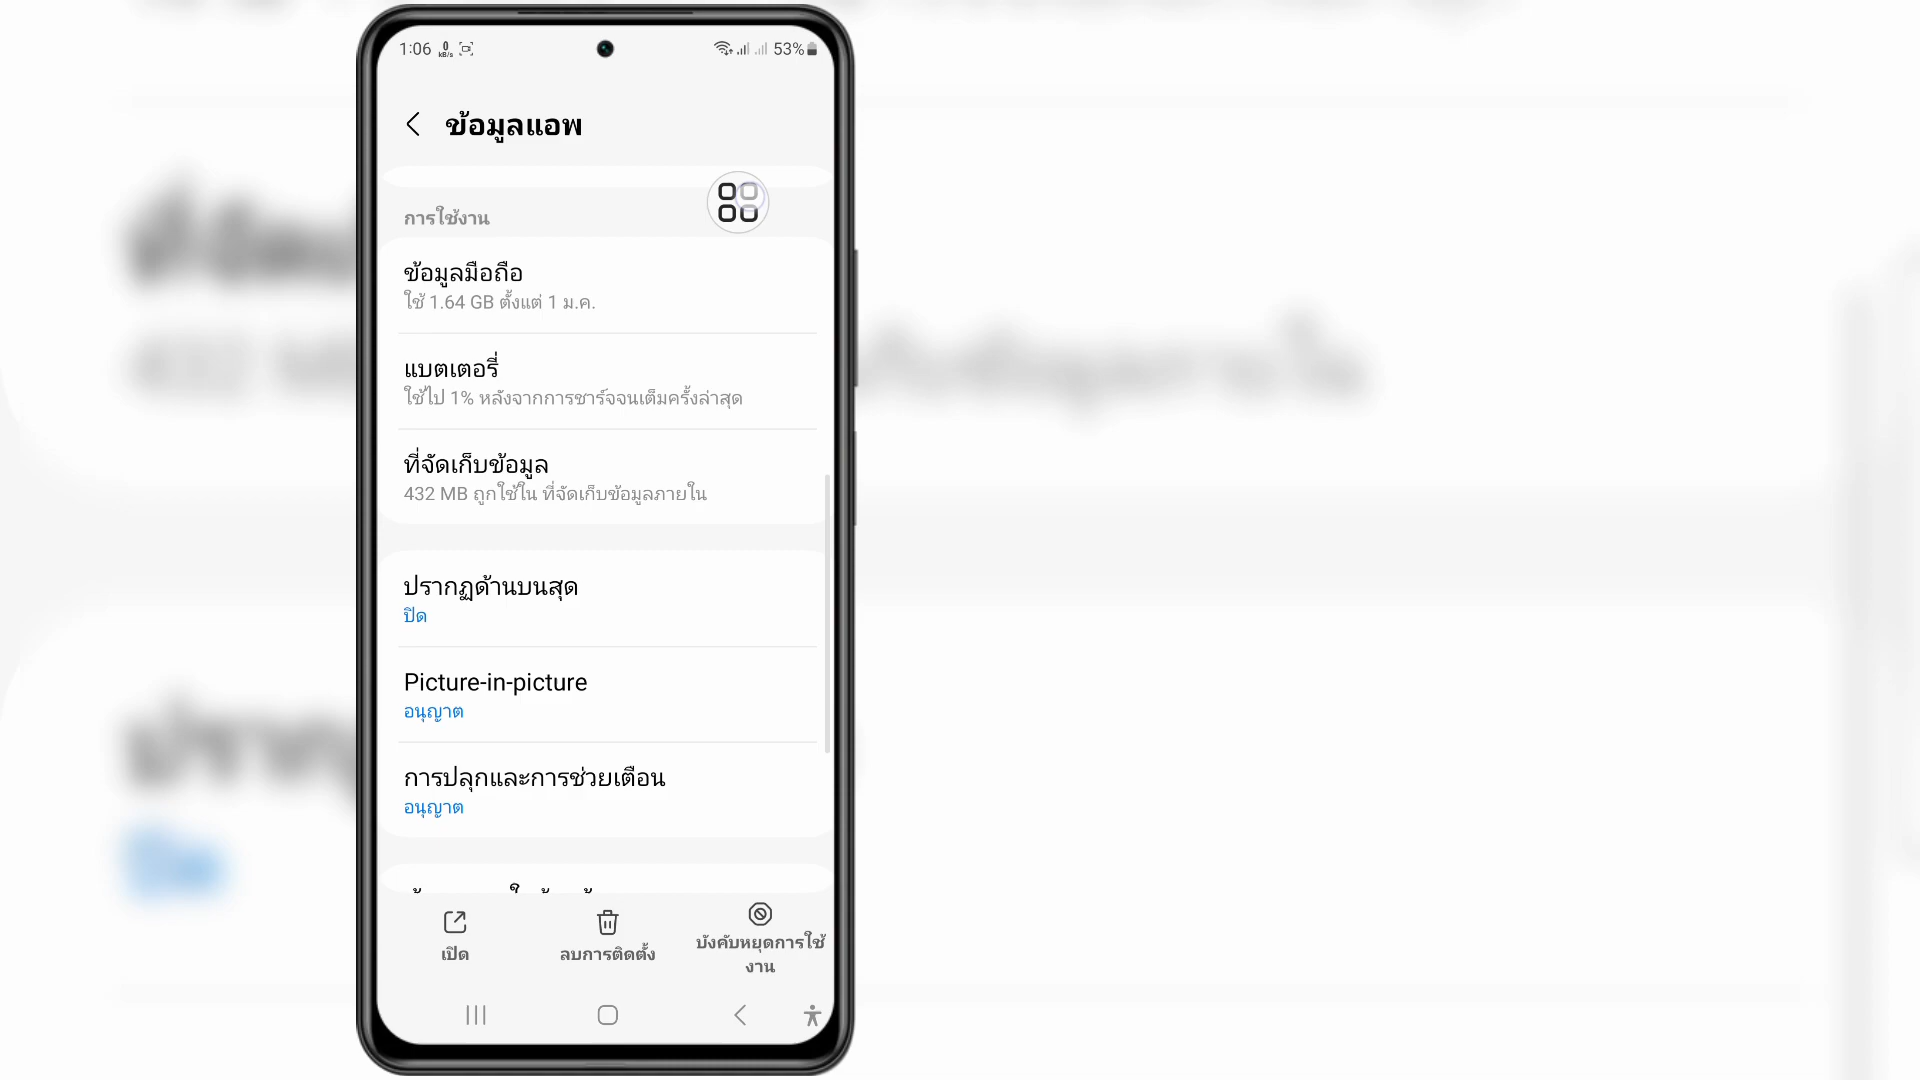 1:06 0 kB/s 53%
ข้อมูลแอพ
การใช้งาน
ข้อมูลมือถือ
ใช้ 1.64 GB ตั้งแต่ 1 ม.ค.
แบตเตอรี่
ใช้ไป 1% หลังจากการชาร์จจนเต็มครั้งล่าสุด
ที่จัดเก็บข้อมูล
432 MB ถูกใช้ใน ที่จัดเก็บข้อมูลภายใน
ปรากฏด้านบนสุด
ปิด
Picture-in-picture
อนุญาต
การปลุกและการช่วยเตือน
อนุญาต
เปิด
ลบการติดตั้ง
บังคับหยุดการใช้
งาน